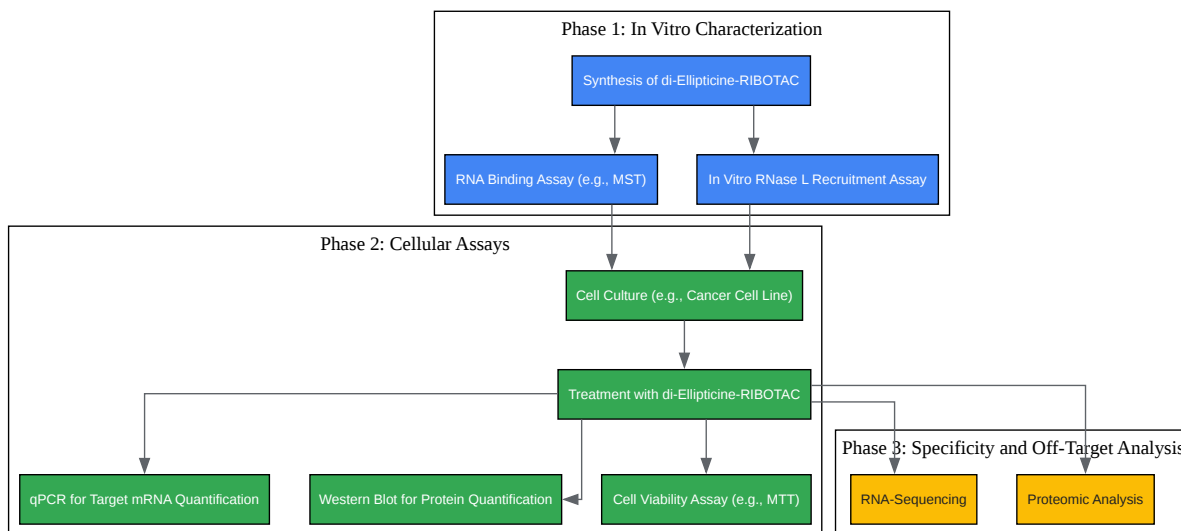 Phase 1: In Vitro Characterization
Synthesis of di-Ellipticine-RIBOTAC
RNA Binding Assay (e.g., MST)
In Vitro RNase L Recruitment Assay
Phase 2: Cellular Assays
Cell Culture (e.g., Cancer Cell Line)
Treatment with di-Ellipticine-RIBOTAC
qPCR for Target mRNA Quantification
Western Blot for Protein Quantification
Cell Viability Assay (e.g., MTT)
Phase 3: Specificity and Off-Target Analysis
RNA-Sequencing
Proteomic Analysis